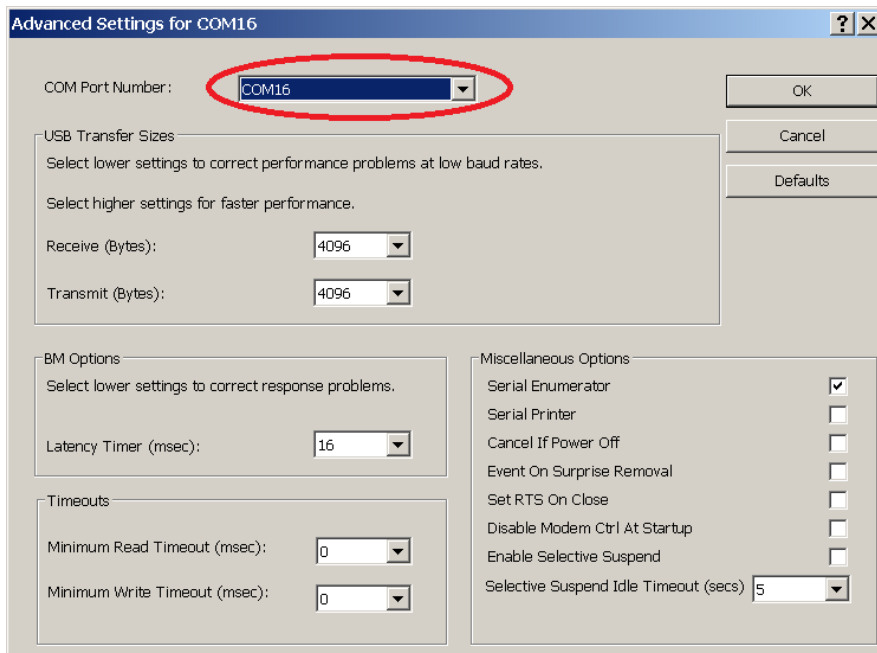 Advanced Settings for COM16
COM Port Number: COM16
OK
USB Transfer Sizes
Cancel
Select lower settings to correct performance problems at low baud rates.
Defaults
Select higher settings for faster performance.
Receive (Bytes): 4096
Transmit (Bytes): 4096
BM Options
Select lower settings to correct response problems.
Latency Timer (msec): 16
Timeouts
Minimum Read Timeout (msec): 0
Minimum Write Timeout (msec): 0
Miscellaneous Options
Serial Enumerator
Serial Printer
Cancel If Power Off
Event On Surprise Removal
Set RTS On Close
Disable Modem Ctrl At Startup
Enable Selective Suspend
Selective Suspend Idle Timeout (secs) 5